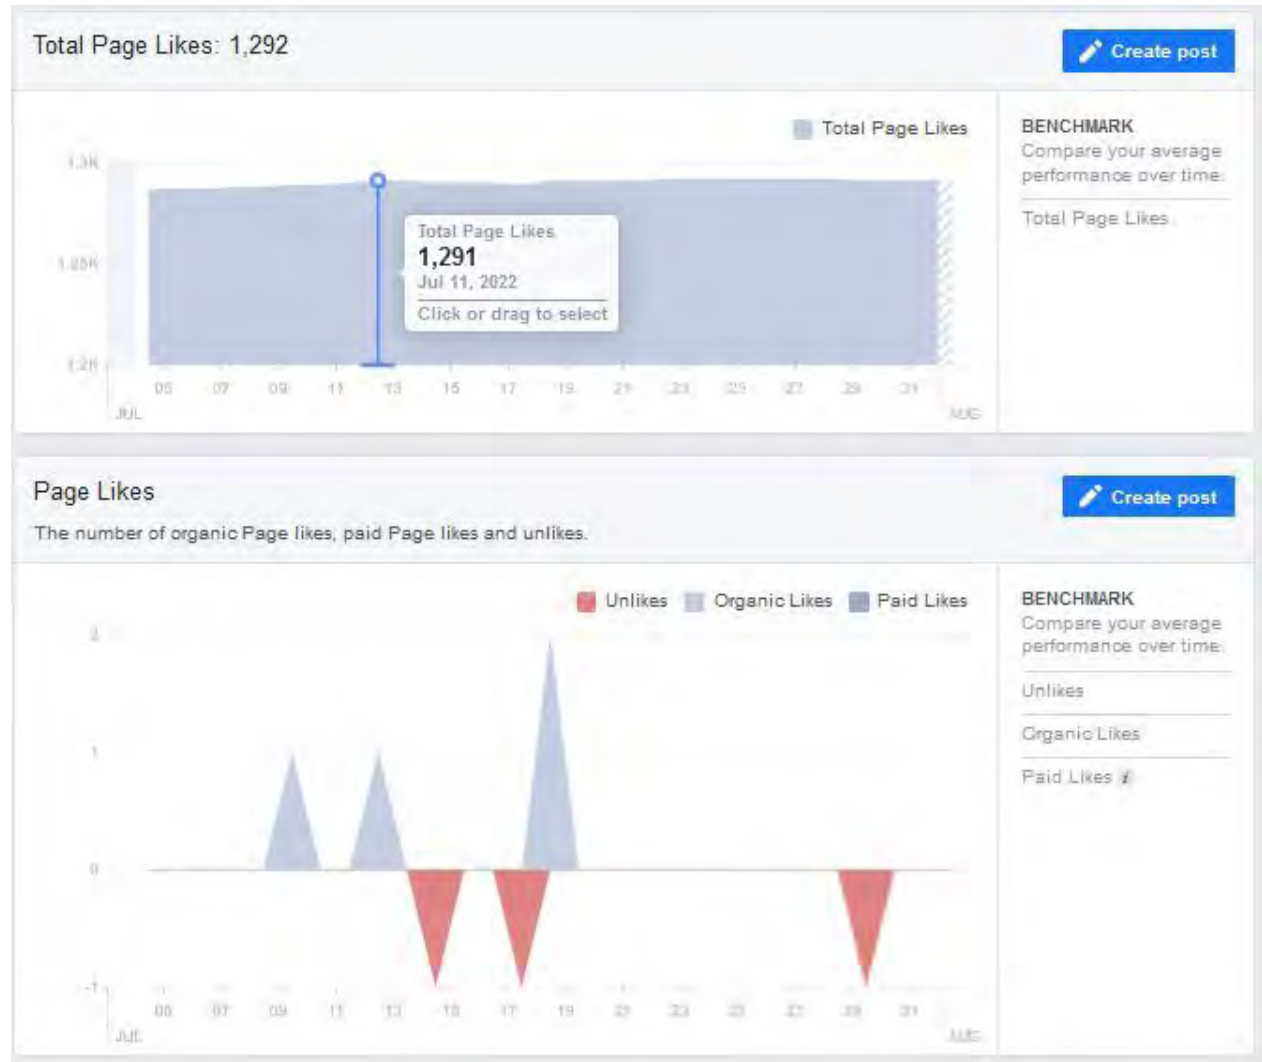 Total Page Likes: 1,292
Create post
Total Page Likes
BENCHMARK
Compare your average
performance over time.
Total Page Likes
1.3K
Total Page Likes
1,291
Jul 11, 2022
Click or drag to select
1.25K
1.2K
05 07 09 11 13 15 17 19 21 23 25 27 29 31
JUL AUG
Page Likes
Create post
The number of organic Page likes, paid Page likes and unlikes.
Unlikes Organic Likes Paid Likes
BENCHMARK
Compare your average
performance over time.
Unlikes
Organic Likes
Paid Likes i
2
1
0
-1
05 07 09 11 13 15 17 19 21 23 25 27 29 31
JUL AUG